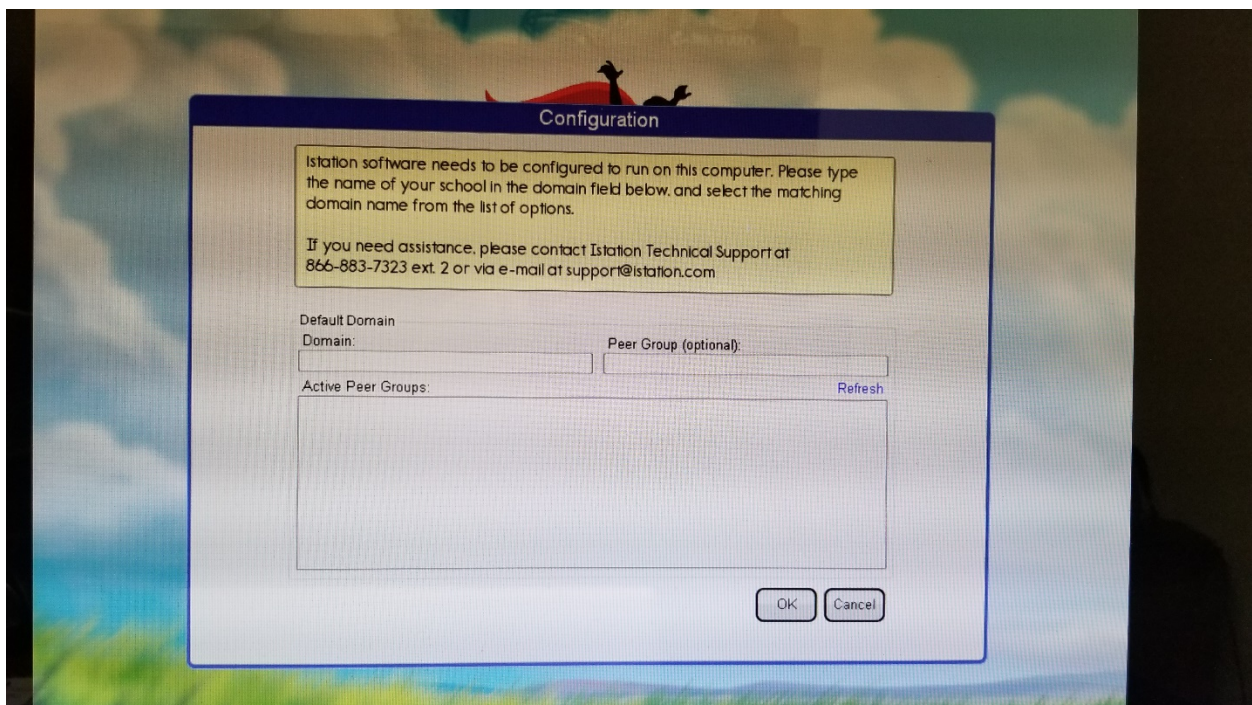 Configuration
Istation software needs to be configured to run on this computer. Please type
the name of your school in the domain field below, and select the matching
domain name from the list of options.
If you need assistance, please contact Istation Technical Support at
866-883-7323 ext. 2 or via e-mail at support@istation.com
Default Domain
Domain:
Peer Group (optional):
Active Peer Groups:
Refresh
OK
Cancel